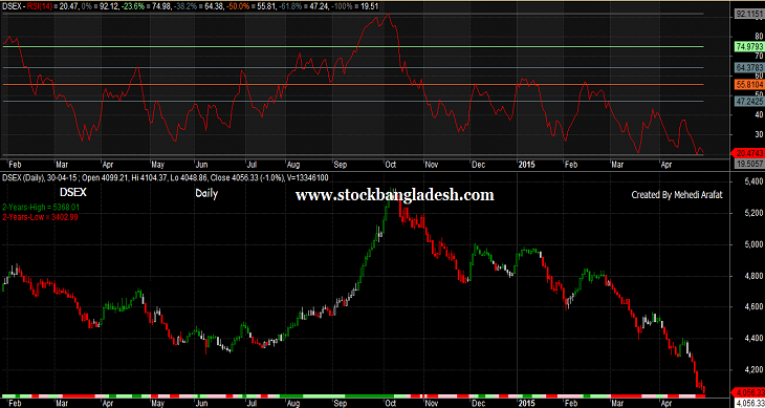 DSEX - RSI(14) = 20.47, 0% = 92.12, -23.6% = 74.98, -38.2% = 64.38, -50.0% = 55.81, -61.8% = 47.24, -100% = 19.51
92.1151
80
74.9793
64.3783
55.8104
50
47.2425
40
30
20.4743
19.5057
Feb Mar Apr May Jun Jul Aug Sep Oct Nov Dec 2015 Feb Mar Apr
DSEX (Daily), 30-04-15 ; Open 4099.21, Hi 4104.37, Lo 4048.86, Close 4056.33 (-1.0%), V=13346100
DSEX Daily www.stockbangladesh.com Created By Mehedi Arafat
2-Years-High = 5368.01
2-Years-Low = 3402.99
5,400
5,200
5,000
4,800
4,600
4,400
4,200
4,056.33
Feb Mar Apr May Jun Jul Aug Sep Oct Nov Dec 2015 Feb Mar Apr 4,056.33